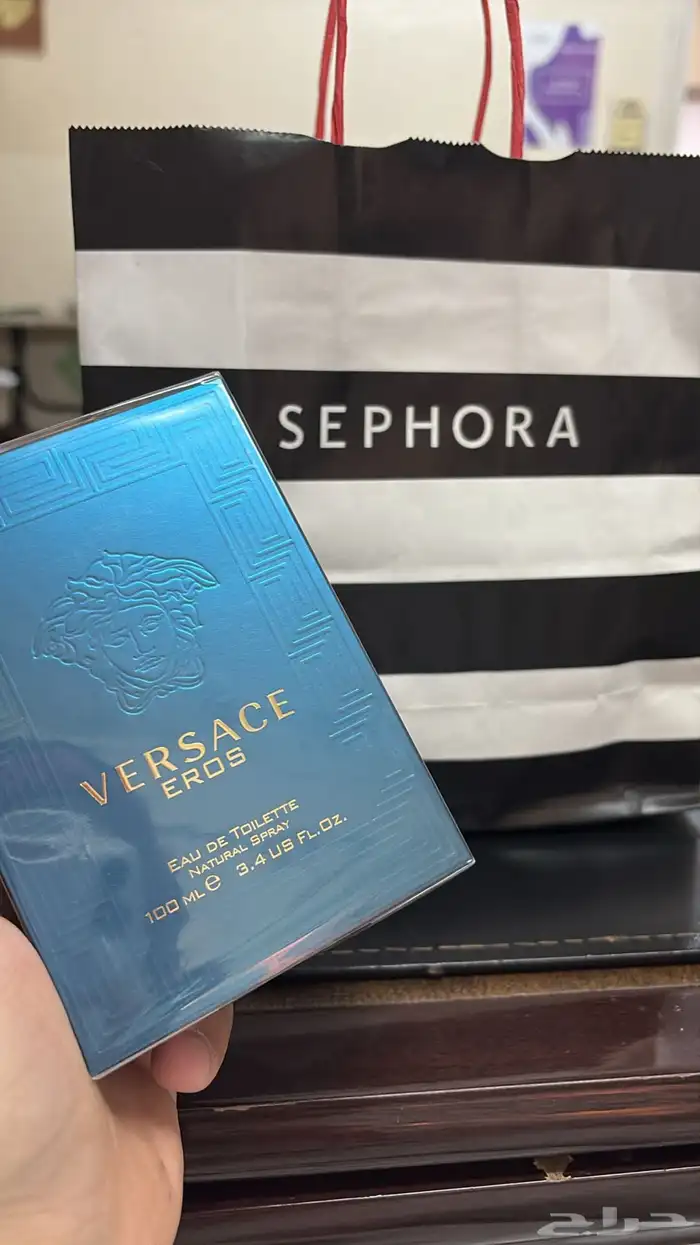 SEPHORA
VERSACE
EROS
EAU DE TOILETTE
NATURAL SPRAY
100 ML e 3.4 US FL.OZ.
حراج